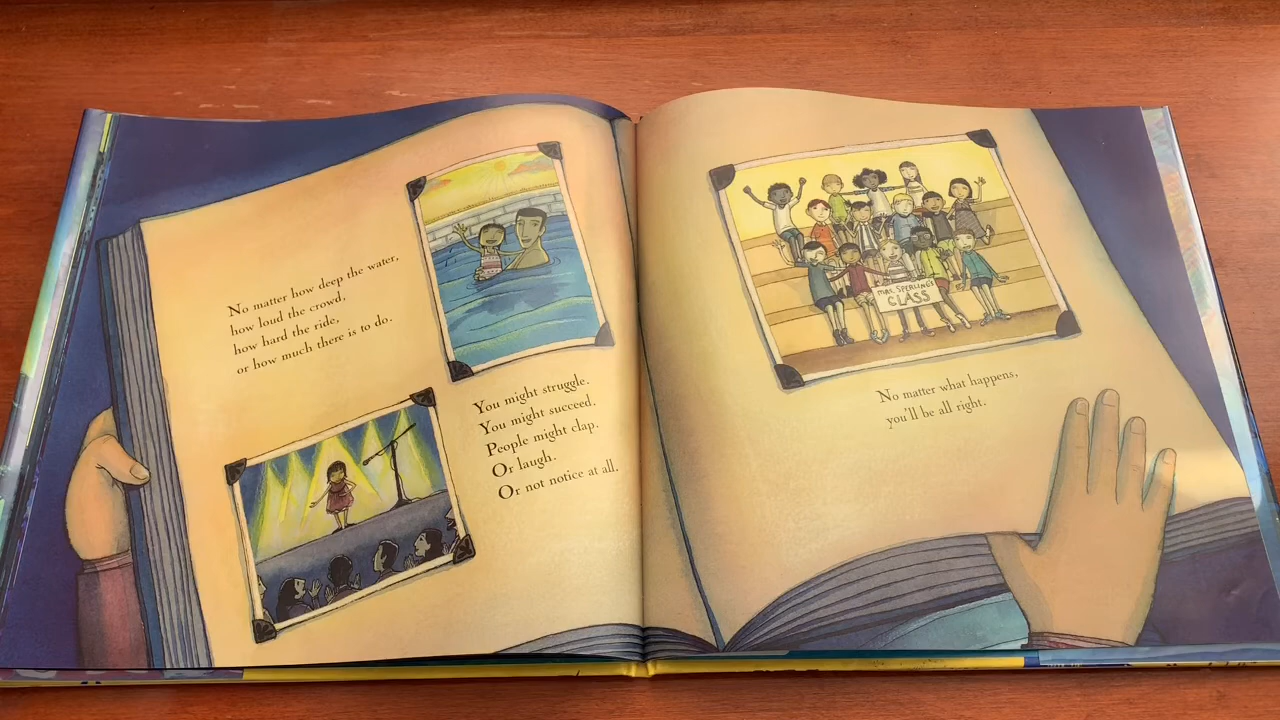 No matter how deep the water,
how loud the crowd,
how hard the ride,
or how much there is to do.
You might struggle.
You might succeed.
People might clap.
Or laugh.
Or not notice at all.
MRS. SPERLING'S
CLASS
No matter what happens,
you'll be all right.